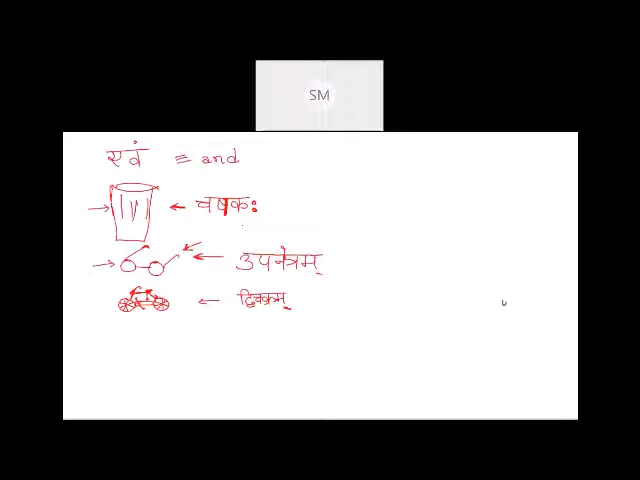 SM
एवं = and
चषकः
उपनेत्रम्
द्विचक्रम्